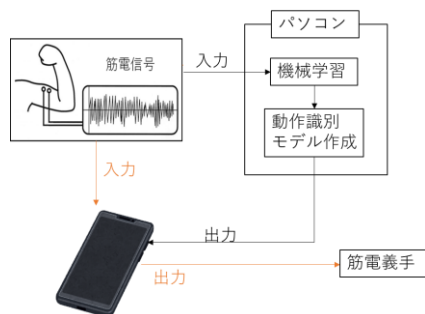 パソコン
筋電信号
入力
機械学習
動作識別
モデル作成
入力
出力
出力
筋電義手